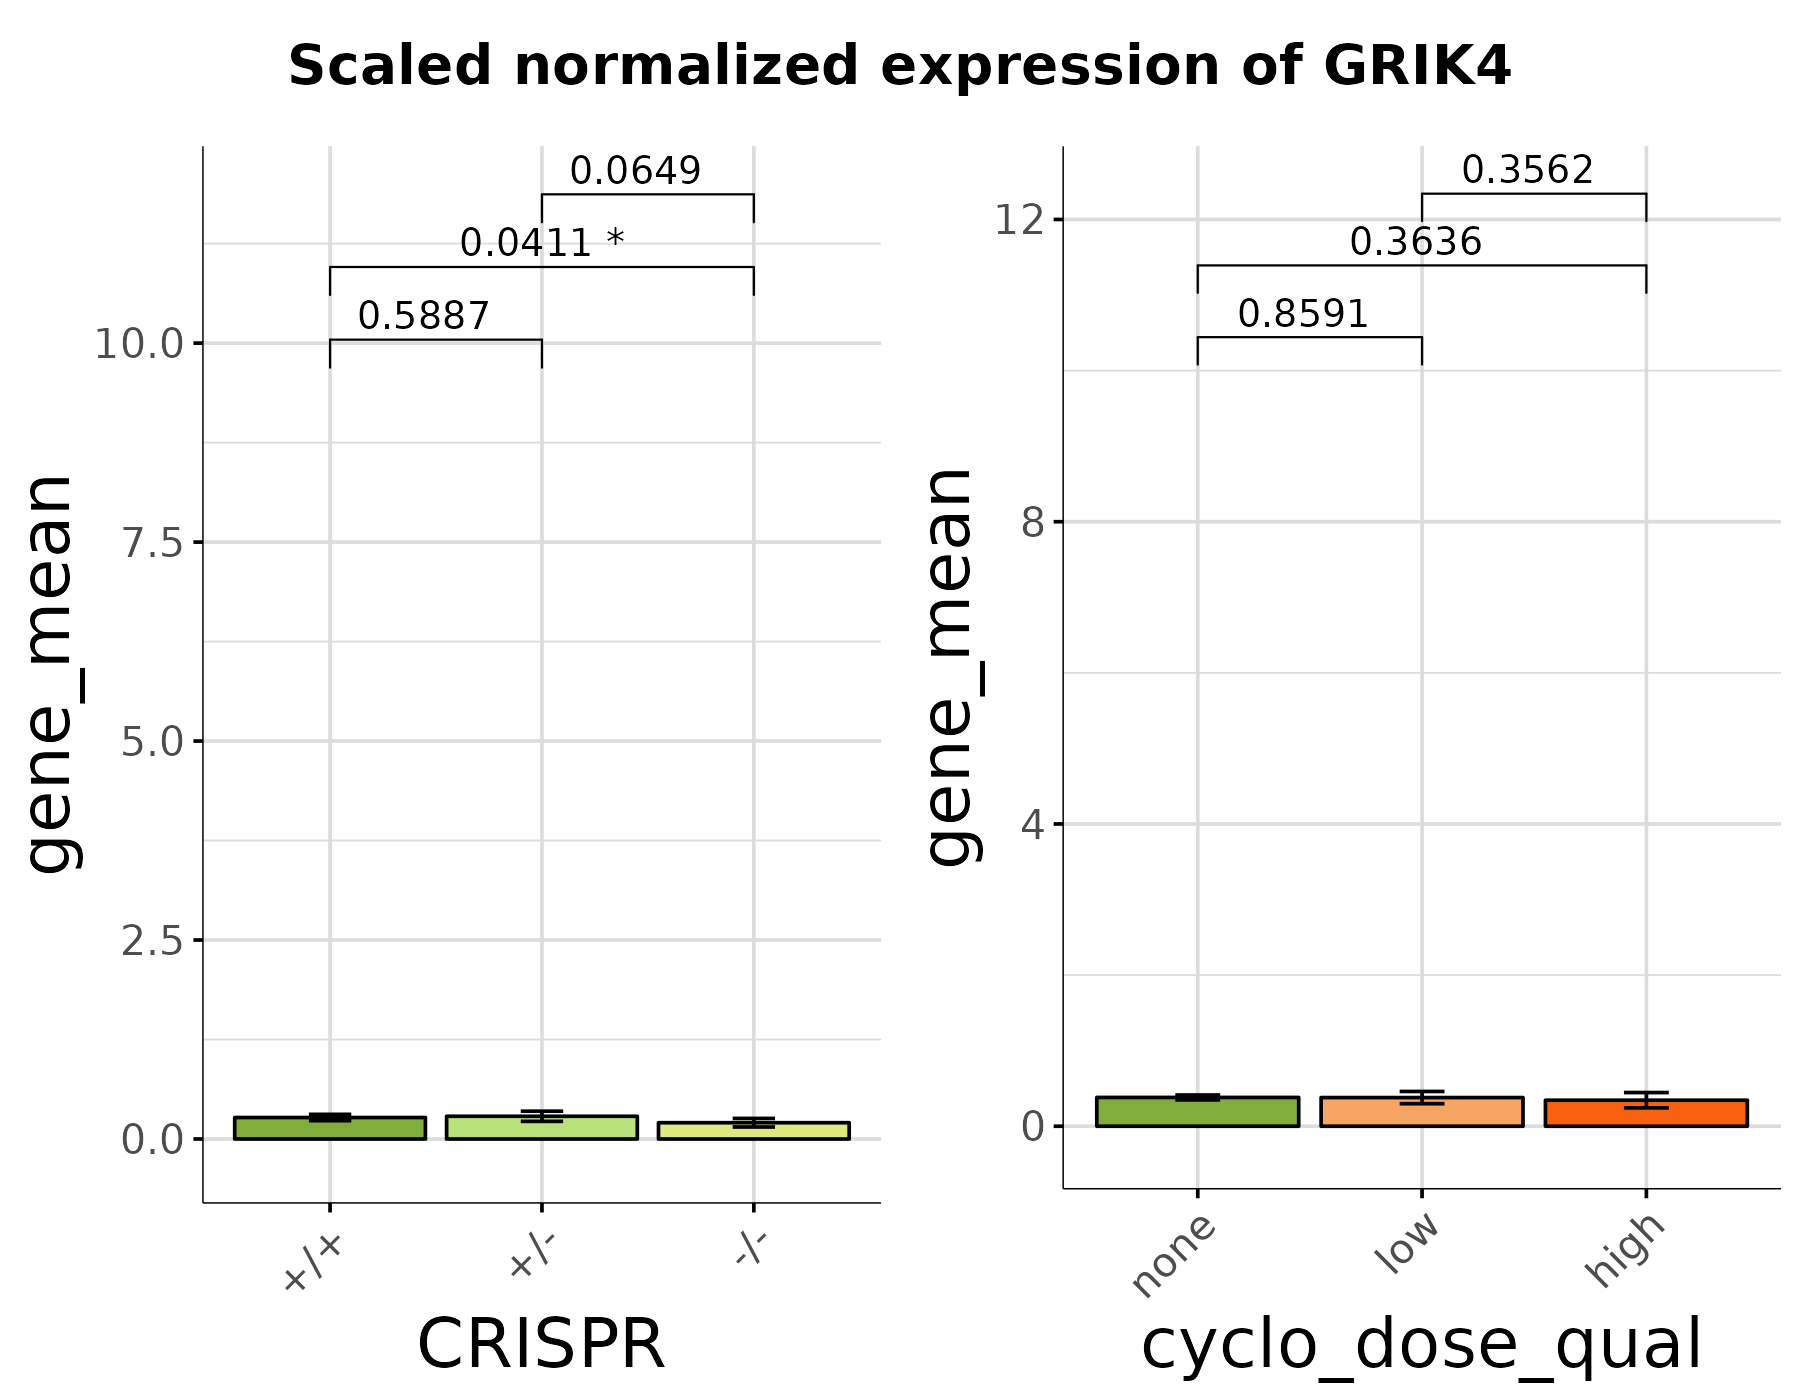 Scaled normalized expression of GRIK4
gene_mean
10.0
7.5
5.0
2.5
0.0
0.0649
0.0411 *
0.5887
+/+
+/-
-/-
CRISPR
gene_mean
12
8
4
0
0.3562
0.3636
0.8591
none
low
high
cyclo_dose_qual